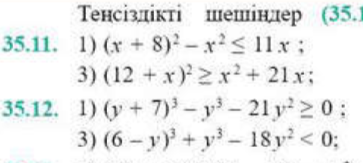 Теңсіздікті шешіңдер (35.1
35.11. 1) (x + 8)² – x² ≤ 11x ;
3) (12 + x)² ≥ x² + 21x;
35.12. 1) (y + 7)³ – y³ – 21y² ≥ 0 ;
3) (6 – y)³ + y³ – 18y² < 0;